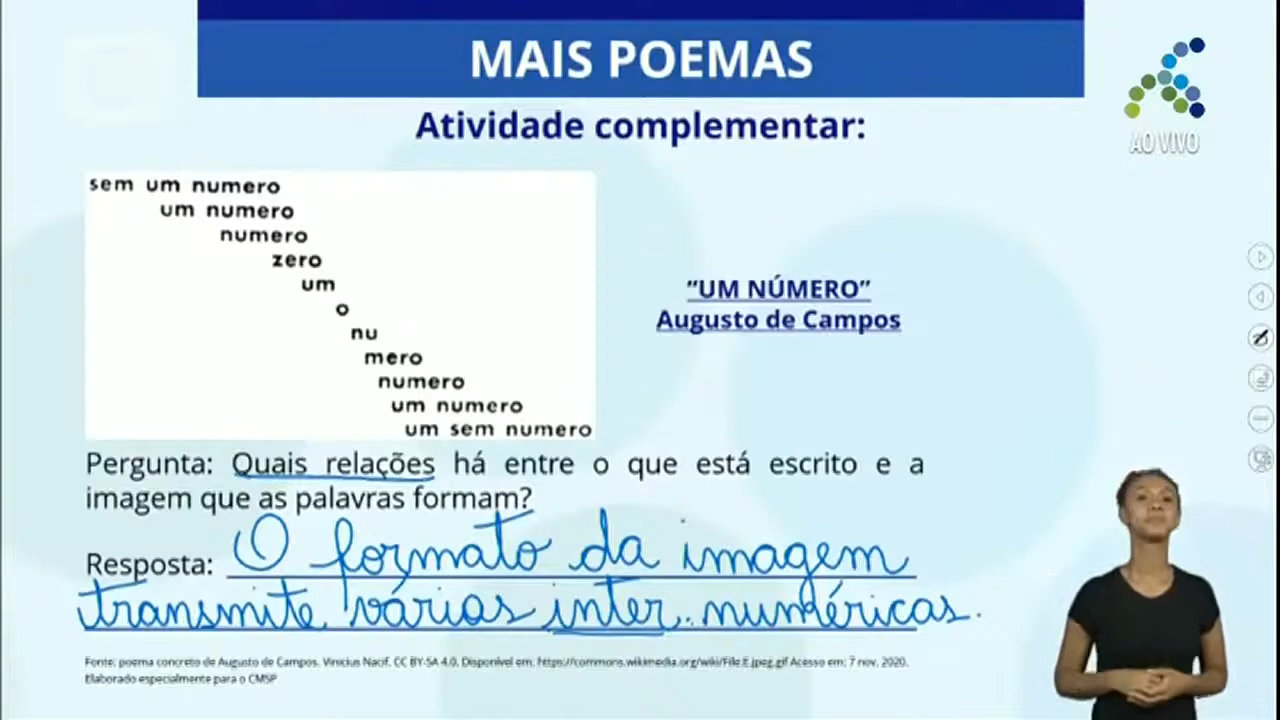 MAIS POEMAS
AO VIVO
Atividade complementar:
sem um numero
um numero
numero
zero
um
o
nu
mero
numero
um numero
um sem numero
“UM NÚMERO”
Augusto de Campos
Pergunta: Quais relações há entre o que está escrito e a
imagem que as palavras formam?
Resposta: O formato da imagem
transmite várias inter. numéricas.
Fonte: poema concreto de Augusto de Campos. Vinicius Nacif. CC BY-SA 4.0. Disponível em: https://commons.wikimedia.org/wiki/File:E.jpeg.gif Acesso em: 7 nov. 2020.
Elaborado especialmente para o CMSP